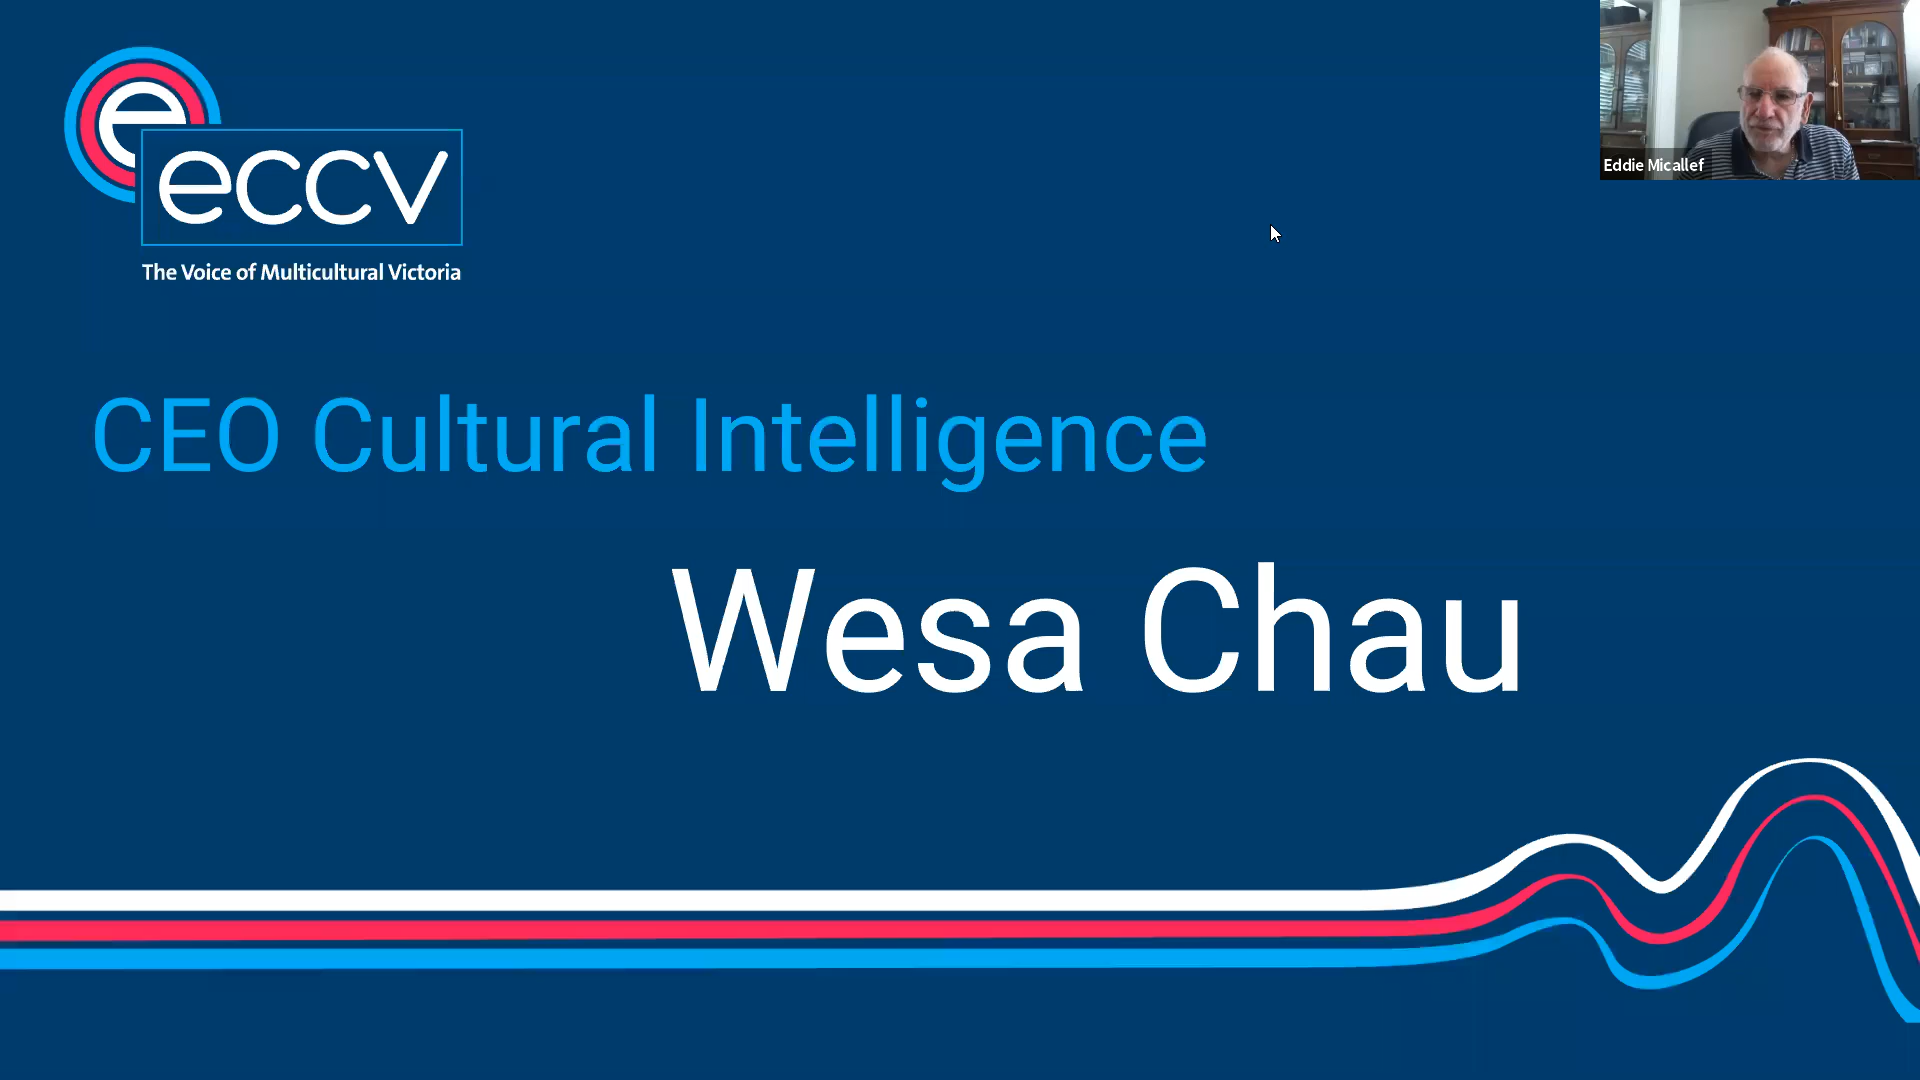 e
eccv
The Voice of Multicultural Victoria
Eddie Micallef
CEO Cultural Intelligence
Wesa Chau